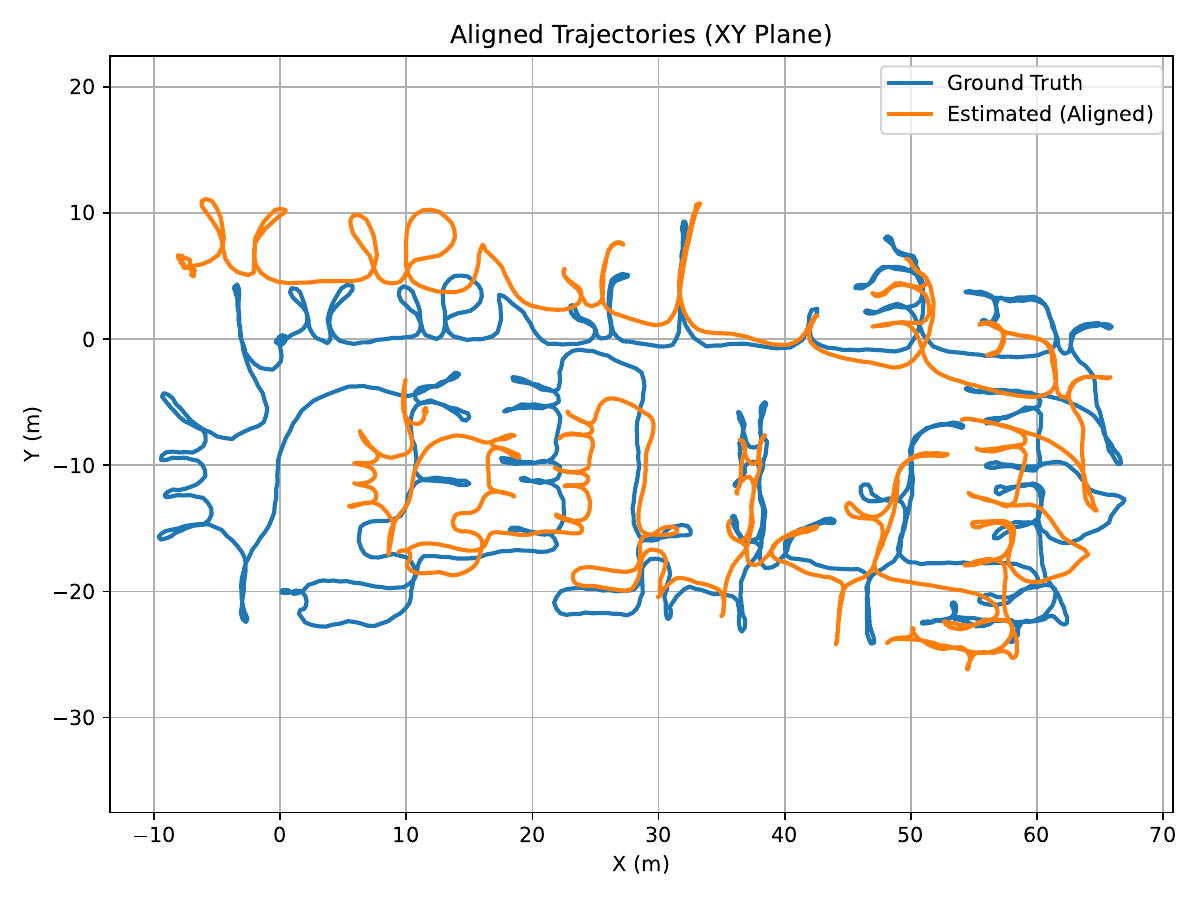 Aligned Trajectories (XY Plane)
Ground Truth
Estimated (Aligned)
20
10
0
−10
−20
−30
Y (m)
−10 0 10 20 30 40 50 60 70
X (m)